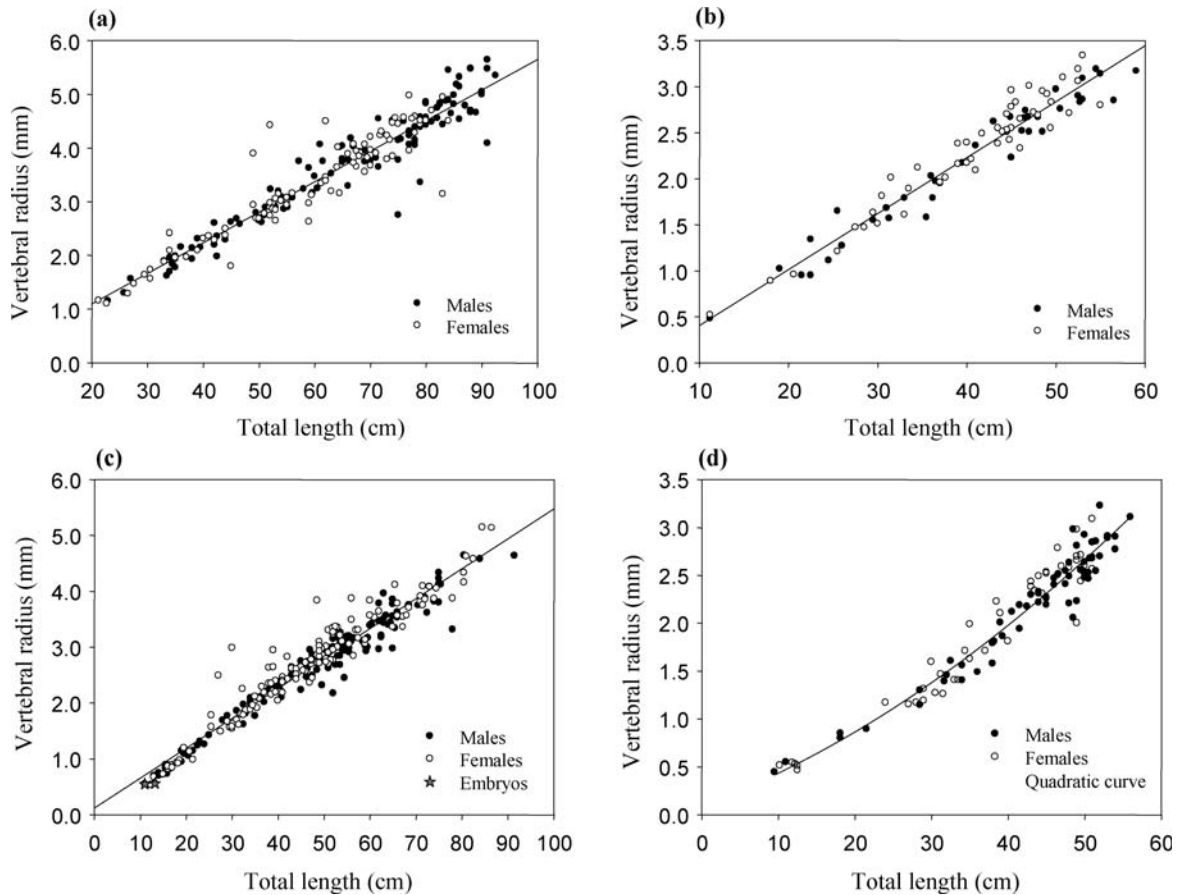 (a)
6.0
5.0
4.0
3.0
2.0
1.0
0.0
Vertebral radius (mm)
Males
Females
20 30 40 50 60 70 80 90 100
Total length (cm)
(b)
3.5
3.0
2.5
2.0
1.5
1.0
0.5
0.0
Vertebral radius (mm)
Males
Females
10 20 30 40 50 60
Total length (cm)
(c)
6.0
5.0
4.0
3.0
2.0
1.0
0.0
Vertebral radius (mm)
Males
Females
Embryos
0 10 20 30 40 50 60 70 80 90 100
Total length (cm)
(d)
3.5
3.0
2.5
2.0
1.5
1.0
0.5
0.0
Vertebral radius (mm)
Males
Females
Quadratic curve
0 10 20 30 40 50 60
Total length (cm)